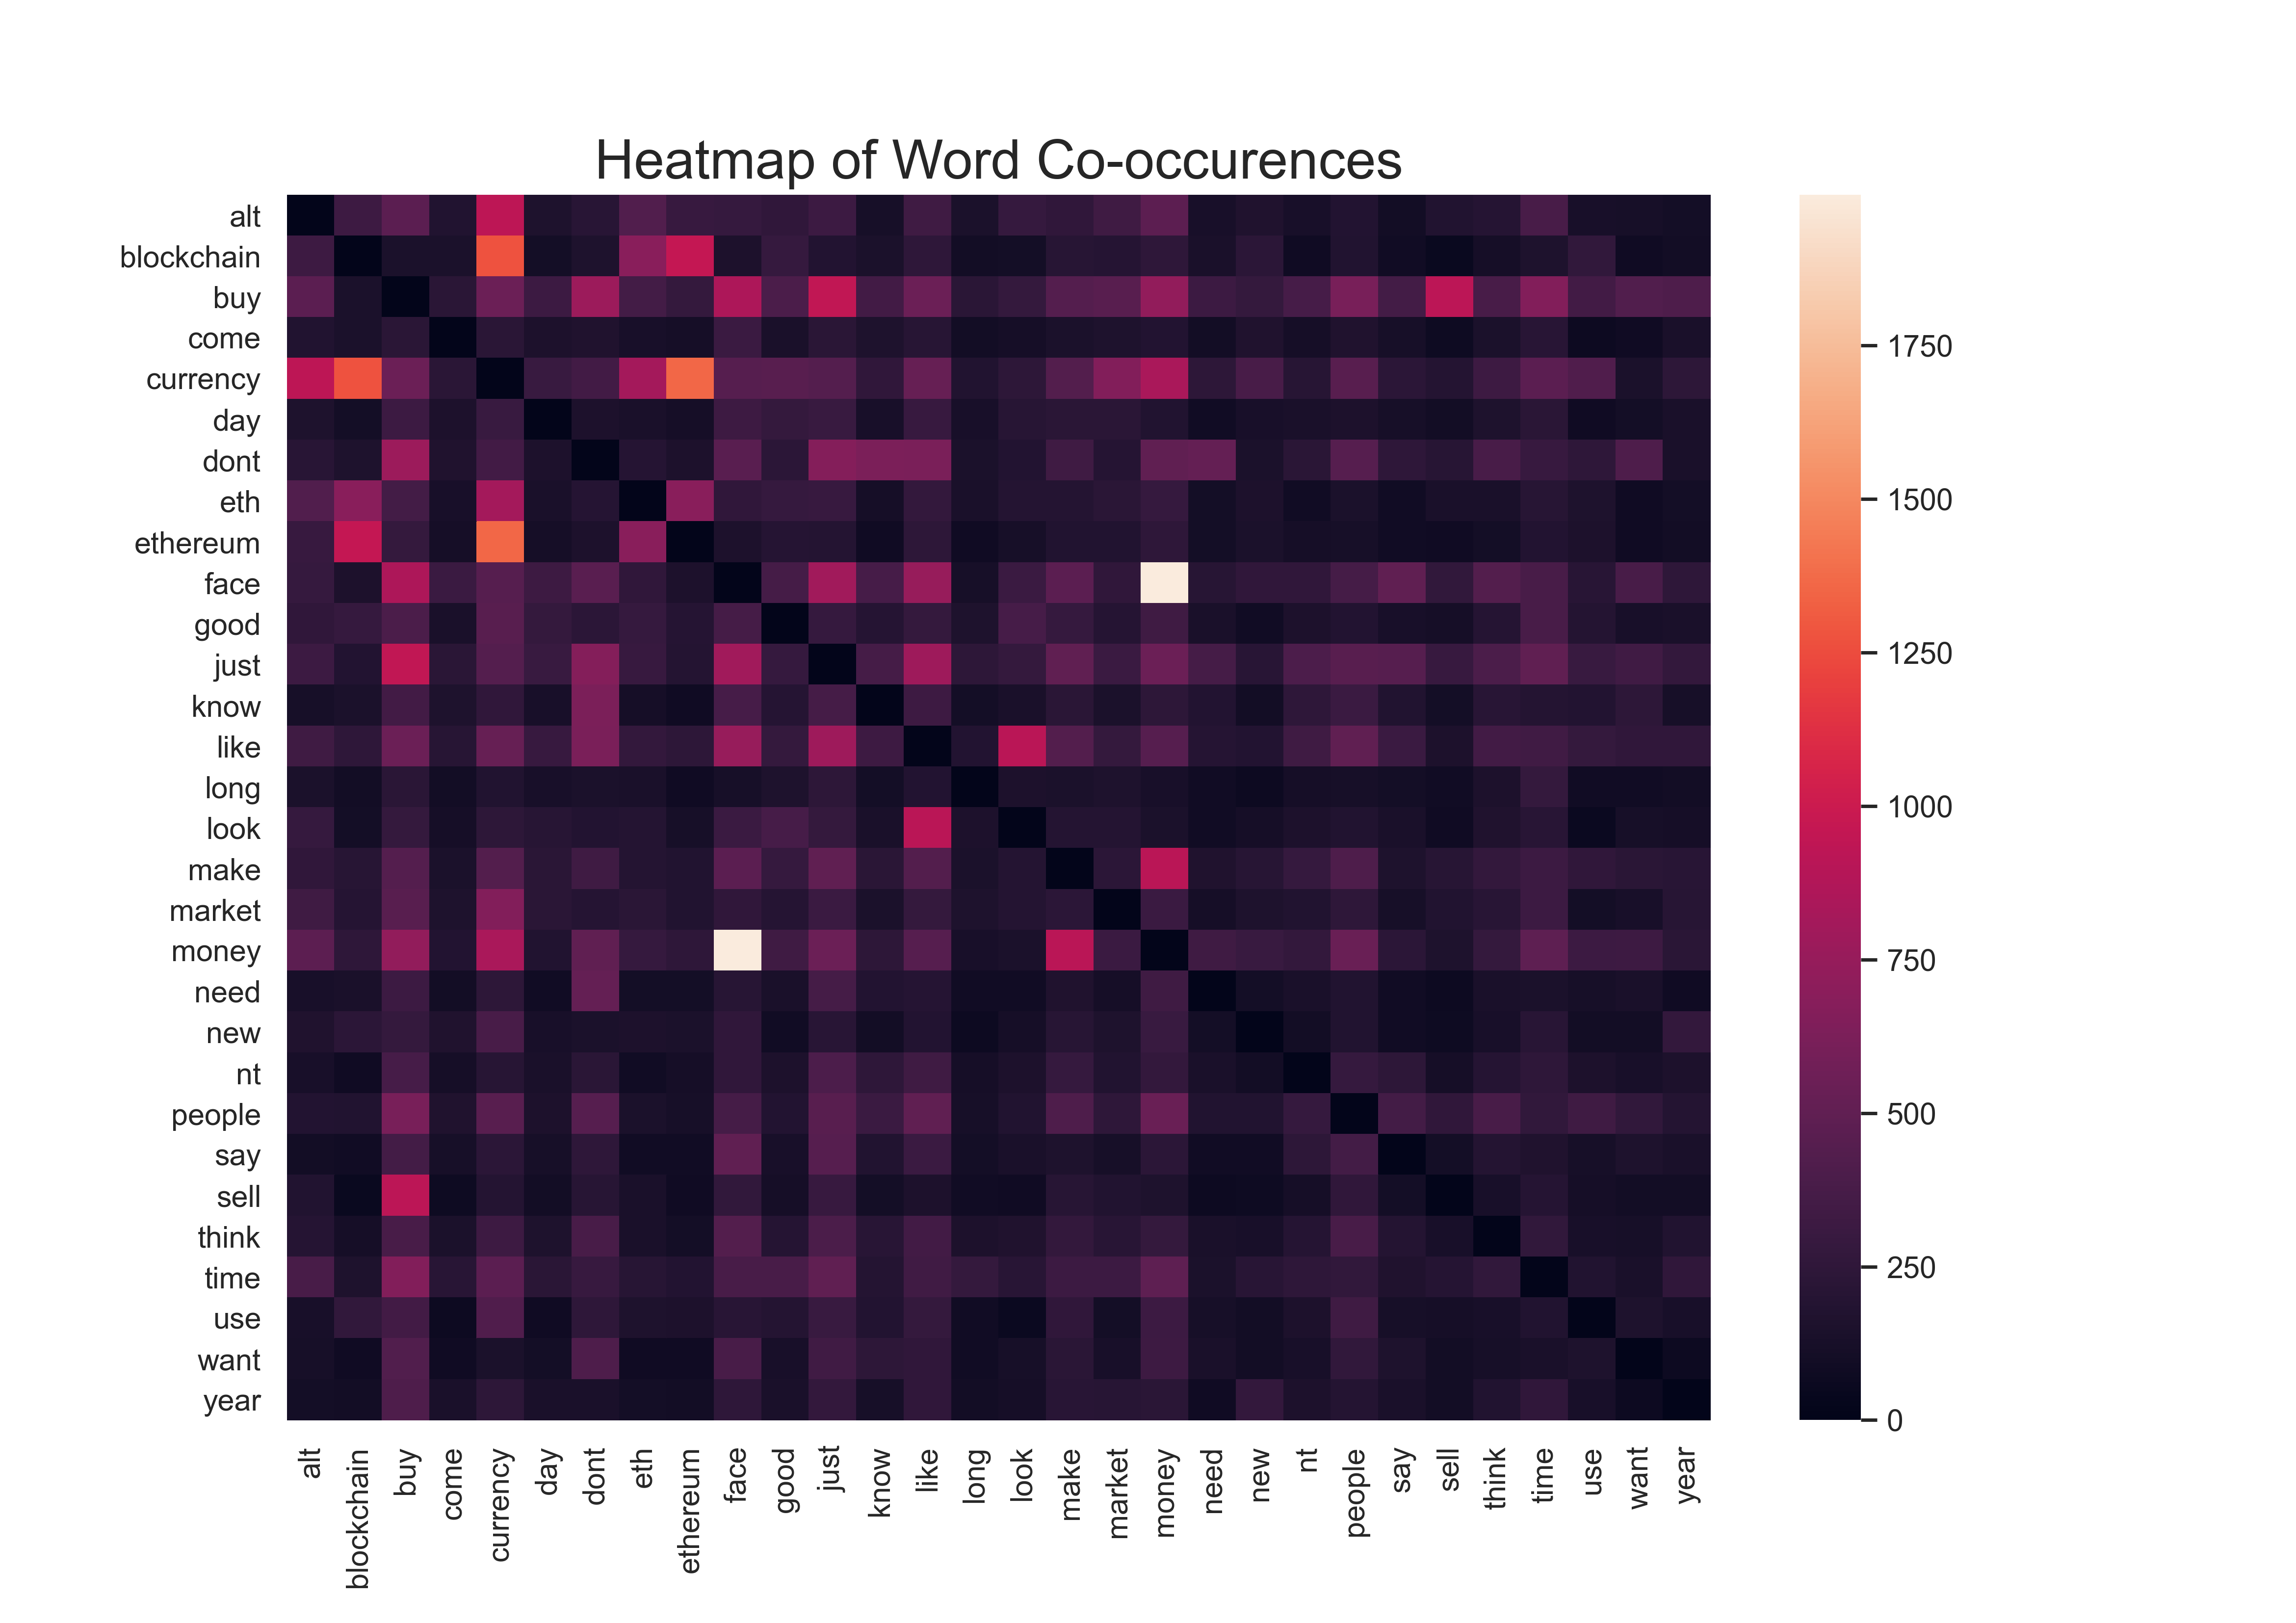 Heatmap of Word Co-occurences
alt
blockchain
buy
come
currency
day
dont
eth
ethereum
face
good
just
know
like
long
look
make
market
money
need
new
nt
people
say
sell
think
time
use
want
year
alt
blockchain
buy
come
currency
day
dont
eth
ethereum
face
good
just
know
like
long
look
make
market
money
need
new
nt
people
say
sell
think
time
use
want
year
1750
1500
1250
1000
750
500
250
0